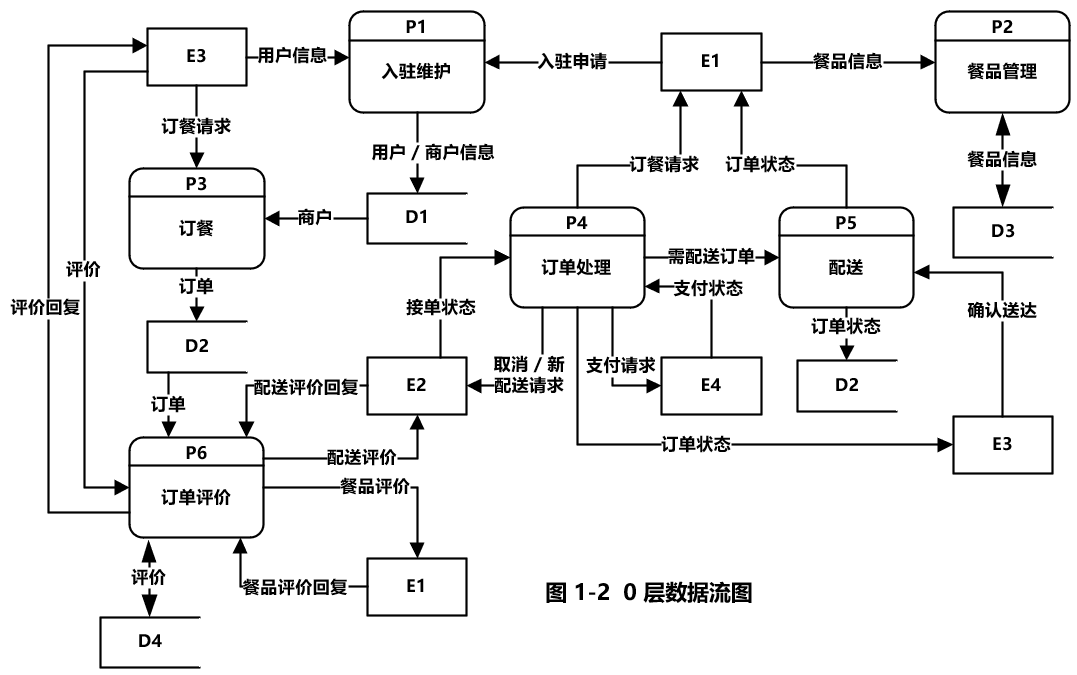 P1
P2
E3
用户信息
入驻维护
入驻申请
E1
餐品信息
餐品管理
订餐请求
用户 / 商户信息
订餐请求
订单状态
餐品信息
P3
订餐
商户
D1
P4
订单处理
需配送订单
P5
配送
D3
评价
评价回复
订单
接单状态
支付状态
确认送达
订单状态
D2
取消 / 新
配送请求
支付请求
E2
E4
D2
配送评价回复
订单
P6
订单评价
配送评价
订单状态
E3
餐品评价
评价
餐品评价回复
E1
图 1-2 0 层数据流图
D4